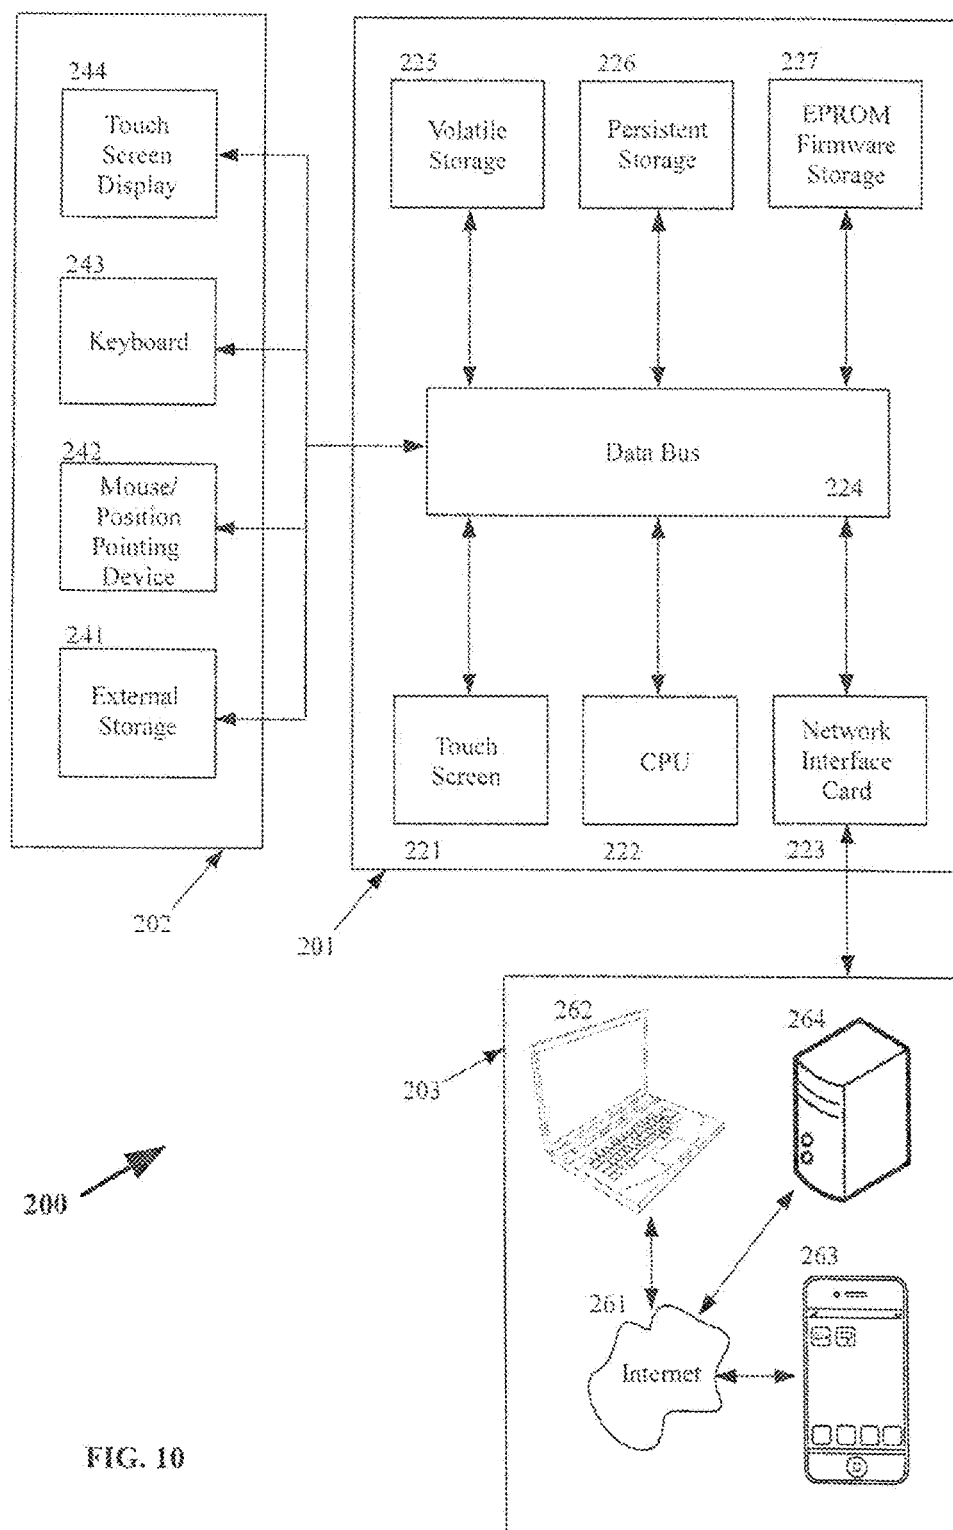 244
Touch
Screen
Display
243
Keyboard
242
Mouse/
Position
Pointing
Device
241
External
Storage
202
225
Volatile
Storage
226
Persistent
Storage
227
EPROM
Firmware
Storage
Data Bus
224
Touch
Screen
221
CPU
222
Network
Interface
Card
223
201
262
264
203
200
261
Internet
263
FIG. 10